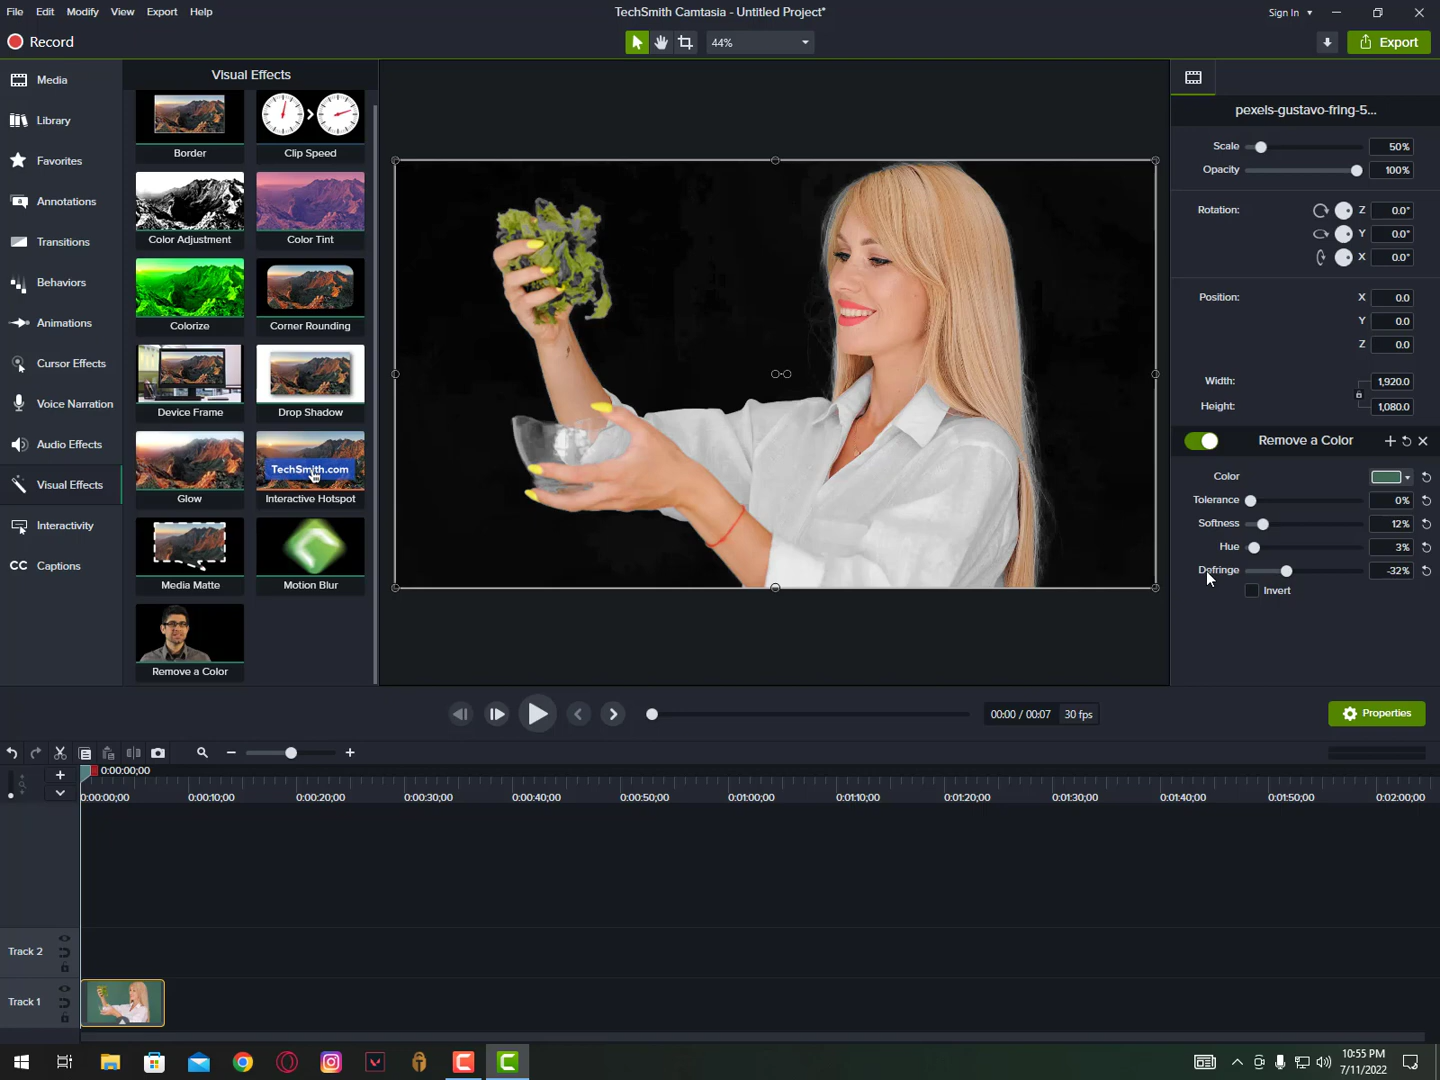 File Edit Modify View Export Help
TechSmith Camtasia - Untitled Project*
Sign In
Record
44%
Export
Media
Library
Favorites
Annotations
Transitions
Behaviors
Animations
Cursor Effects
Voice Narration
Audio Effects
Visual Effects
Interactivity
CC Captions
Visual Effects
Border
Clip Speed
Color Adjustment
Color Tint
Colorize
Corner Rounding
Device Frame
Drop Shadow
Glow
TechSmith.com
Interactive Hotspot
Media Matte
Motion Blur
Remove a Color
pexels-gustavo-fring-5...
Scale 50%
Opacity 100%
Rotation: Z 0.0°
Y 0.0°
X 0.0°
Position: X 0.0
Y 0.0
Z 0.0
Width: 1,920.0
Height: 1,080.0
Remove a Color
Color
Tolerance 0%
Softness 12%
Hue 3%
Defringe -32%
Invert
00:00 / 00:07 30 fps
Properties
0:00:00;00
0:00:00;00 0:00:10;00 0:00:20;00 0:00:30;00 0:00:40;00 0:00:50;00 0:01:00;00 0:01:10;00 0:01:20;00 0:01:30;00 0:01:40;00 0:01:50;00 0:02:00;00
Track 2
Track 1
10:55 PM
7/11/2022